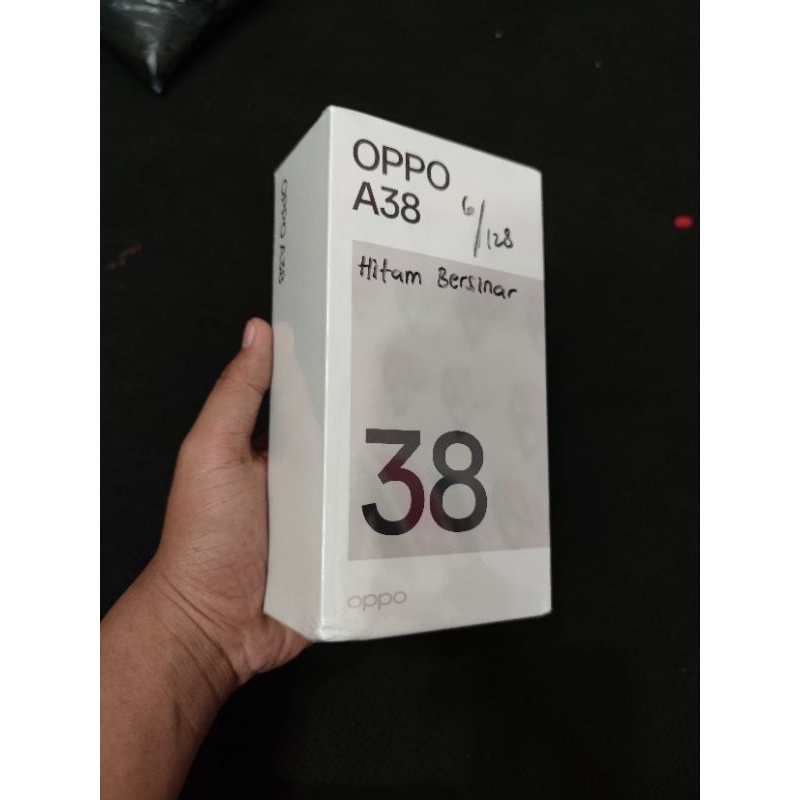 OPPO
A38
6/128
Hitam Bersinar
38
oppo
OPPO A38